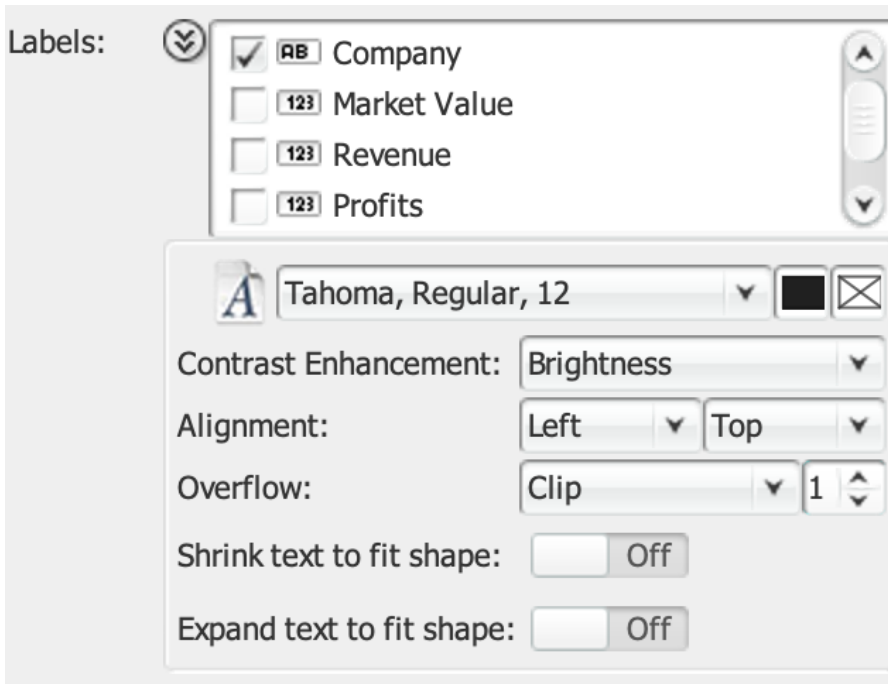 Labels:
AB Company
123 Market Value
123 Revenue
123 Profits
A Tahoma, Regular, 12
Contrast Enhancement: Brightness
Alignment: Left Top
Overflow: Clip 1
Shrink text to fit shape: Off
Expand text to fit shape: Off